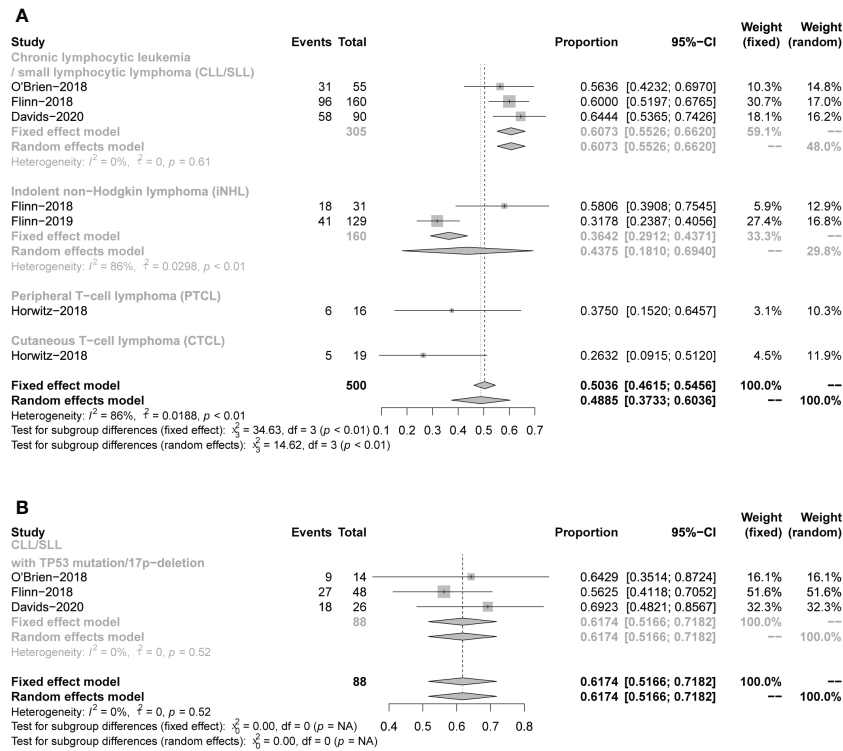 A
Study Events Total Proportion 95%−CI Weight (fixed) Weight (random)
Chronic lymphocytic leukemia
/ small lymphocytic lymphoma (CLL/SLL)
O'Brien−2018 31 55 0.5636 [0.4232; 0.6970] 10.3% 14.8%
Flinn−2018 96 160 0.6000 [0.5197; 0.6765] 30.7% 17.0%
Davids−2020 58 90 0.6444 [0.5365; 0.7426] 18.1% 16.2%
Fixed effect model 305 0.6073 [0.5526; 0.6620] 59.1% −−
Random effects model 0.6073 [0.5526; 0.6620] −− 48.0%
Heterogeneity: I² = 0%, τ² = 0, p = 0.61
Indolent non−Hodgkin lymphoma (iNHL)
Flinn−2018 18 31 0.5806 [0.3908; 0.7545] 5.9% 12.9%
Flinn−2019 41 129 0.3178 [0.2387; 0.4056] 27.4% 16.8%
Fixed effect model 160 0.3642 [0.2912; 0.4371] 33.3% −−
Random effects model 0.4375 [0.1810; 0.6940] −− 29.8%
Heterogeneity: I² = 86%, τ² = 0.0298, p < 0.01
Peripheral T−cell lymphoma (PTCL)
Horwitz−2018 6 16 0.3750 [0.1520; 0.6457] 3.1% 10.3%
Cutaneous T−cell lymphoma (CTCL)
Horwitz−2018 5 19 0.2632 [0.0915; 0.5120] 4.5% 11.9%
Fixed effect model 500 0.5036 [0.4615; 0.5456] 100.0% −−
Random effects model 0.4885 [0.3733; 0.6036] −− 100.0%
Heterogeneity: I² = 86%, τ² = 0.0188, p < 0.01
Test for subgroup differences (fixed effect): χ²₃ = 34.63, df = 3 (p < 0.01) 0.1 0.2 0.3 0.4 0.5 0.6 0.7
Test for subgroup differences (random effects): χ²₃ = 14.62, df = 3 (p < 0.01)
B
Study Events Total Proportion 95%−CI Weight (fixed) Weight (random)
CLL/SLL
with TP53 mutation/17p−deletion
O'Brien−2018 9 14 0.6429 [0.3514; 0.8724] 16.1% 16.1%
Flinn−2018 27 48 0.5625 [0.4118; 0.7052] 51.6% 51.6%
Davids−2020 18 26 0.6923 [0.4821; 0.8567] 32.3% 32.3%
Fixed effect model 88 0.6174 [0.5166; 0.7182] 100.0% −−
Random effects model 0.6174 [0.5166; 0.7182] −− 100.0%
Heterogeneity: I² = 0%, τ² = 0, p = 0.52
Fixed effect model 88 0.6174 [0.5166; 0.7182] 100.0% −−
Random effects model 0.6174 [0.5166; 0.7182] −− 100.0%
Heterogeneity: I² = 0%, τ² = 0, p = 0.52
0.4 0.5 0.6 0.7 0.8
Test for subgroup differences (fixed effect): χ²₀ = 0.00, df = 0 (p = NA)
Test for subgroup differences (random effects): χ²₀ = 0.00, df = 0 (p = NA)